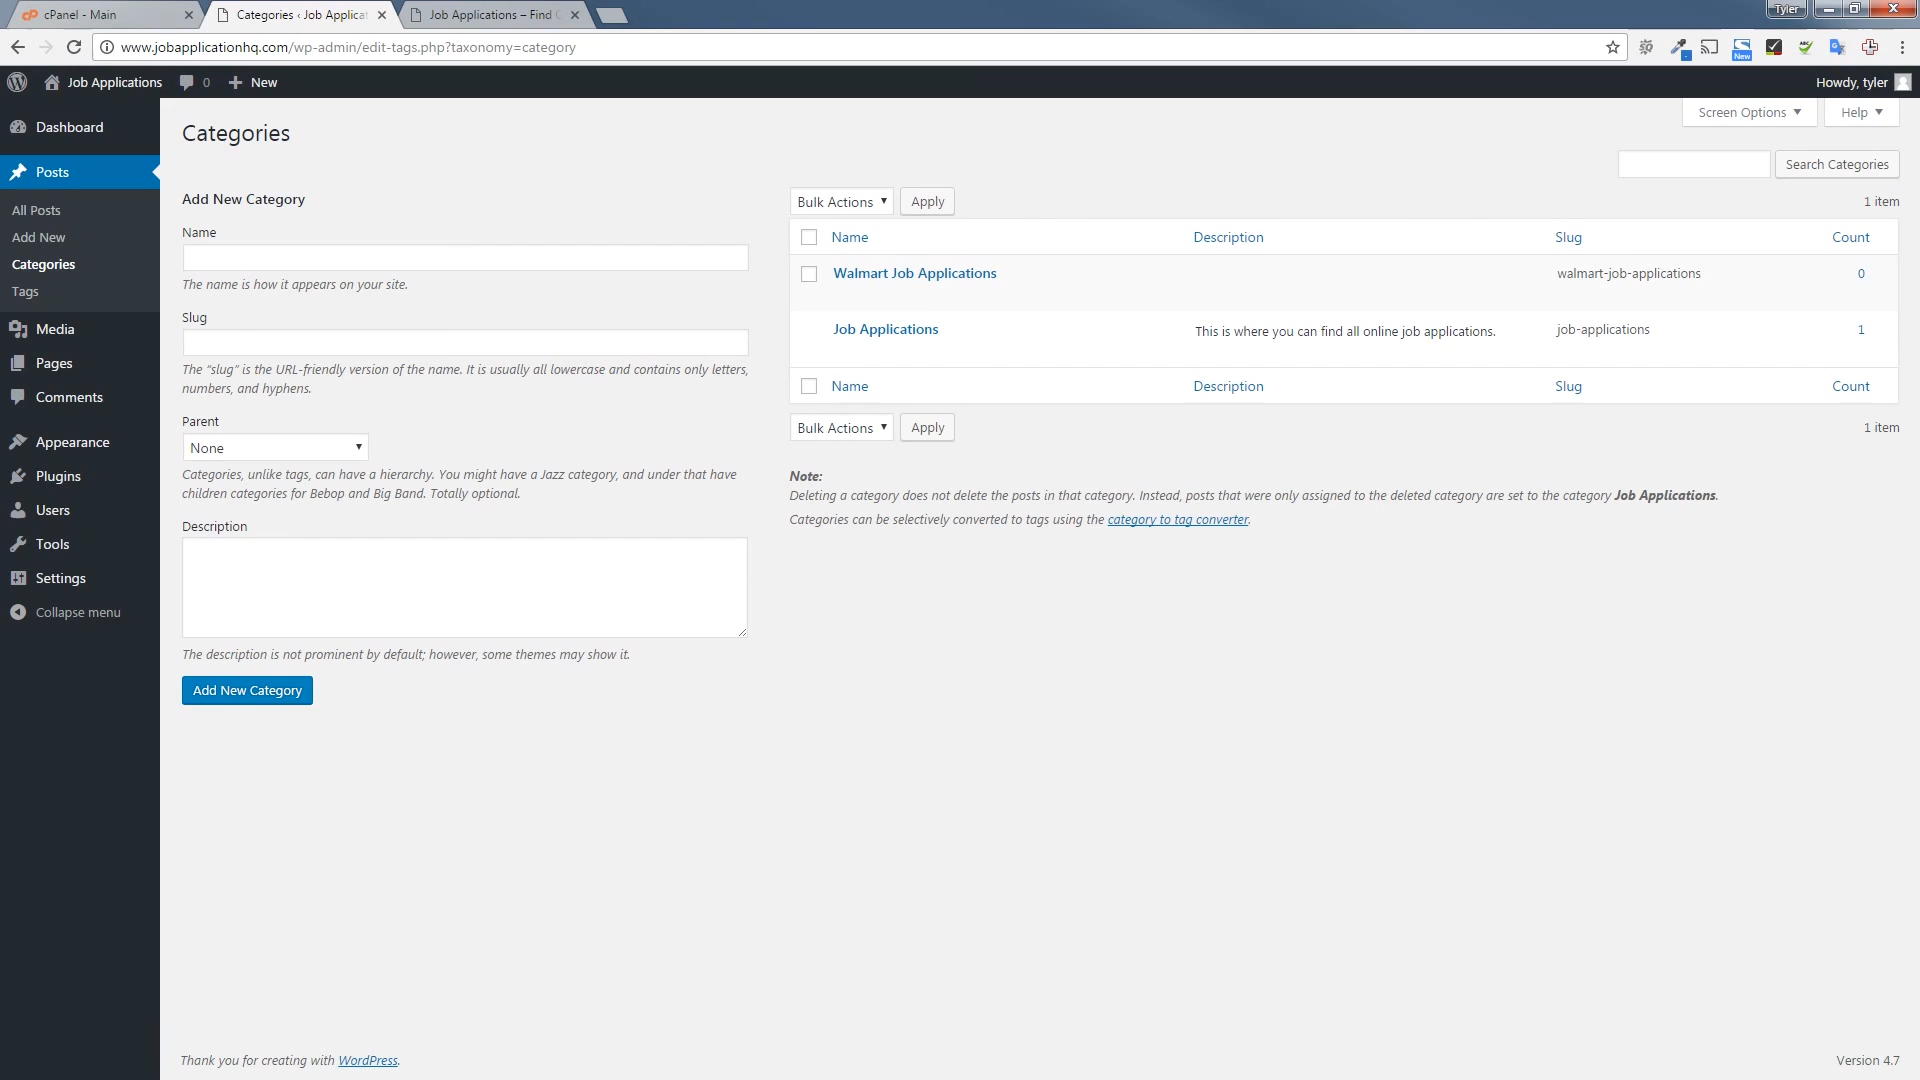 cPanel - Main
Categories ‹ Job Applicat
Job Applications – Find
Tyler
www.jobapplicationhq.com/wp-admin/edit-tags.php?taxonomy=category
New
Job Applications
0
New
Howdy, tyler
Dashboard
Posts
All Posts
Add New
Categories
Tags
Media
Pages
Comments
Appearance
Plugins
Users
Tools
Settings
Collapse menu
Categories
Screen Options
Help
Search Categories
Add New Category
Name
The name is how it appears on your site.
Slug
The “slug” is the URL-friendly version of the name. It is usually all lowercase and contains only letters,
numbers, and hyphens.
Parent
None
Categories, unlike tags, can have a hierarchy. You might have a Jazz category, and under that have
children categories for Bebop and Big Band. Totally optional.
Description
The description is not prominent by default; however, some themes may show it.
Add New Category
Bulk Actions
Apply
1 item
Name Description Slug Count
Walmart Job Applications walmart-job-applications 0
Job Applications This is where you can find all online job applications. job-applications 1
Name Description Slug Count
Bulk Actions
Apply
1 item
Note:
Deleting a category does not delete the posts in that category. Instead, posts that were only assigned to the deleted category are set to the category Job Applications.
Categories can be selectively converted to tags using the category to tag converter.
Thank you for creating with WordPress.
Version 4.7